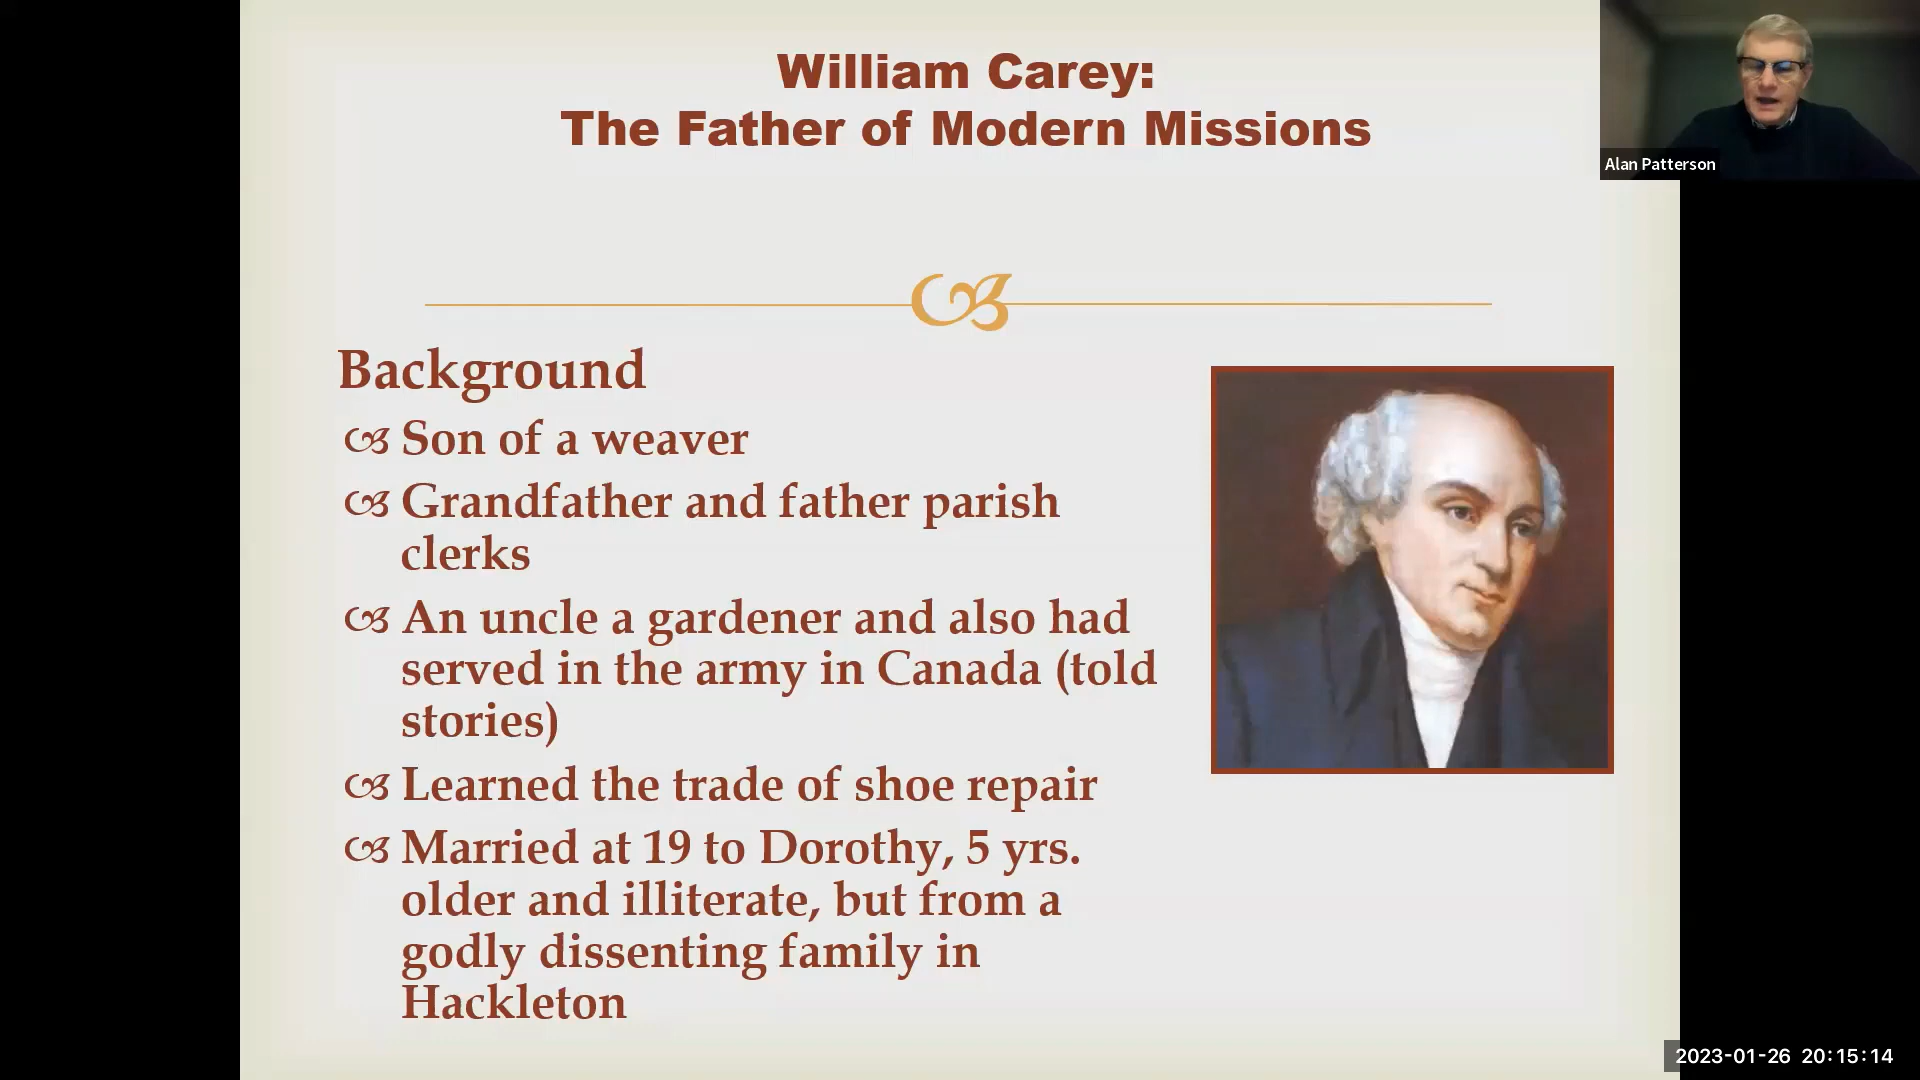 William Carey:
The Father of Modern Missions
Alan Patterson
Background
Son of a weaver
Grandfather and father parish
clerks
An uncle a gardener and also had
served in the army in Canada (told
stories)
Learned the trade of shoe repair
Married at 19 to Dorothy, 5 yrs.
older and illiterate, but from a
godly dissenting family in
Hackleton
2023-01-26 20:15:14